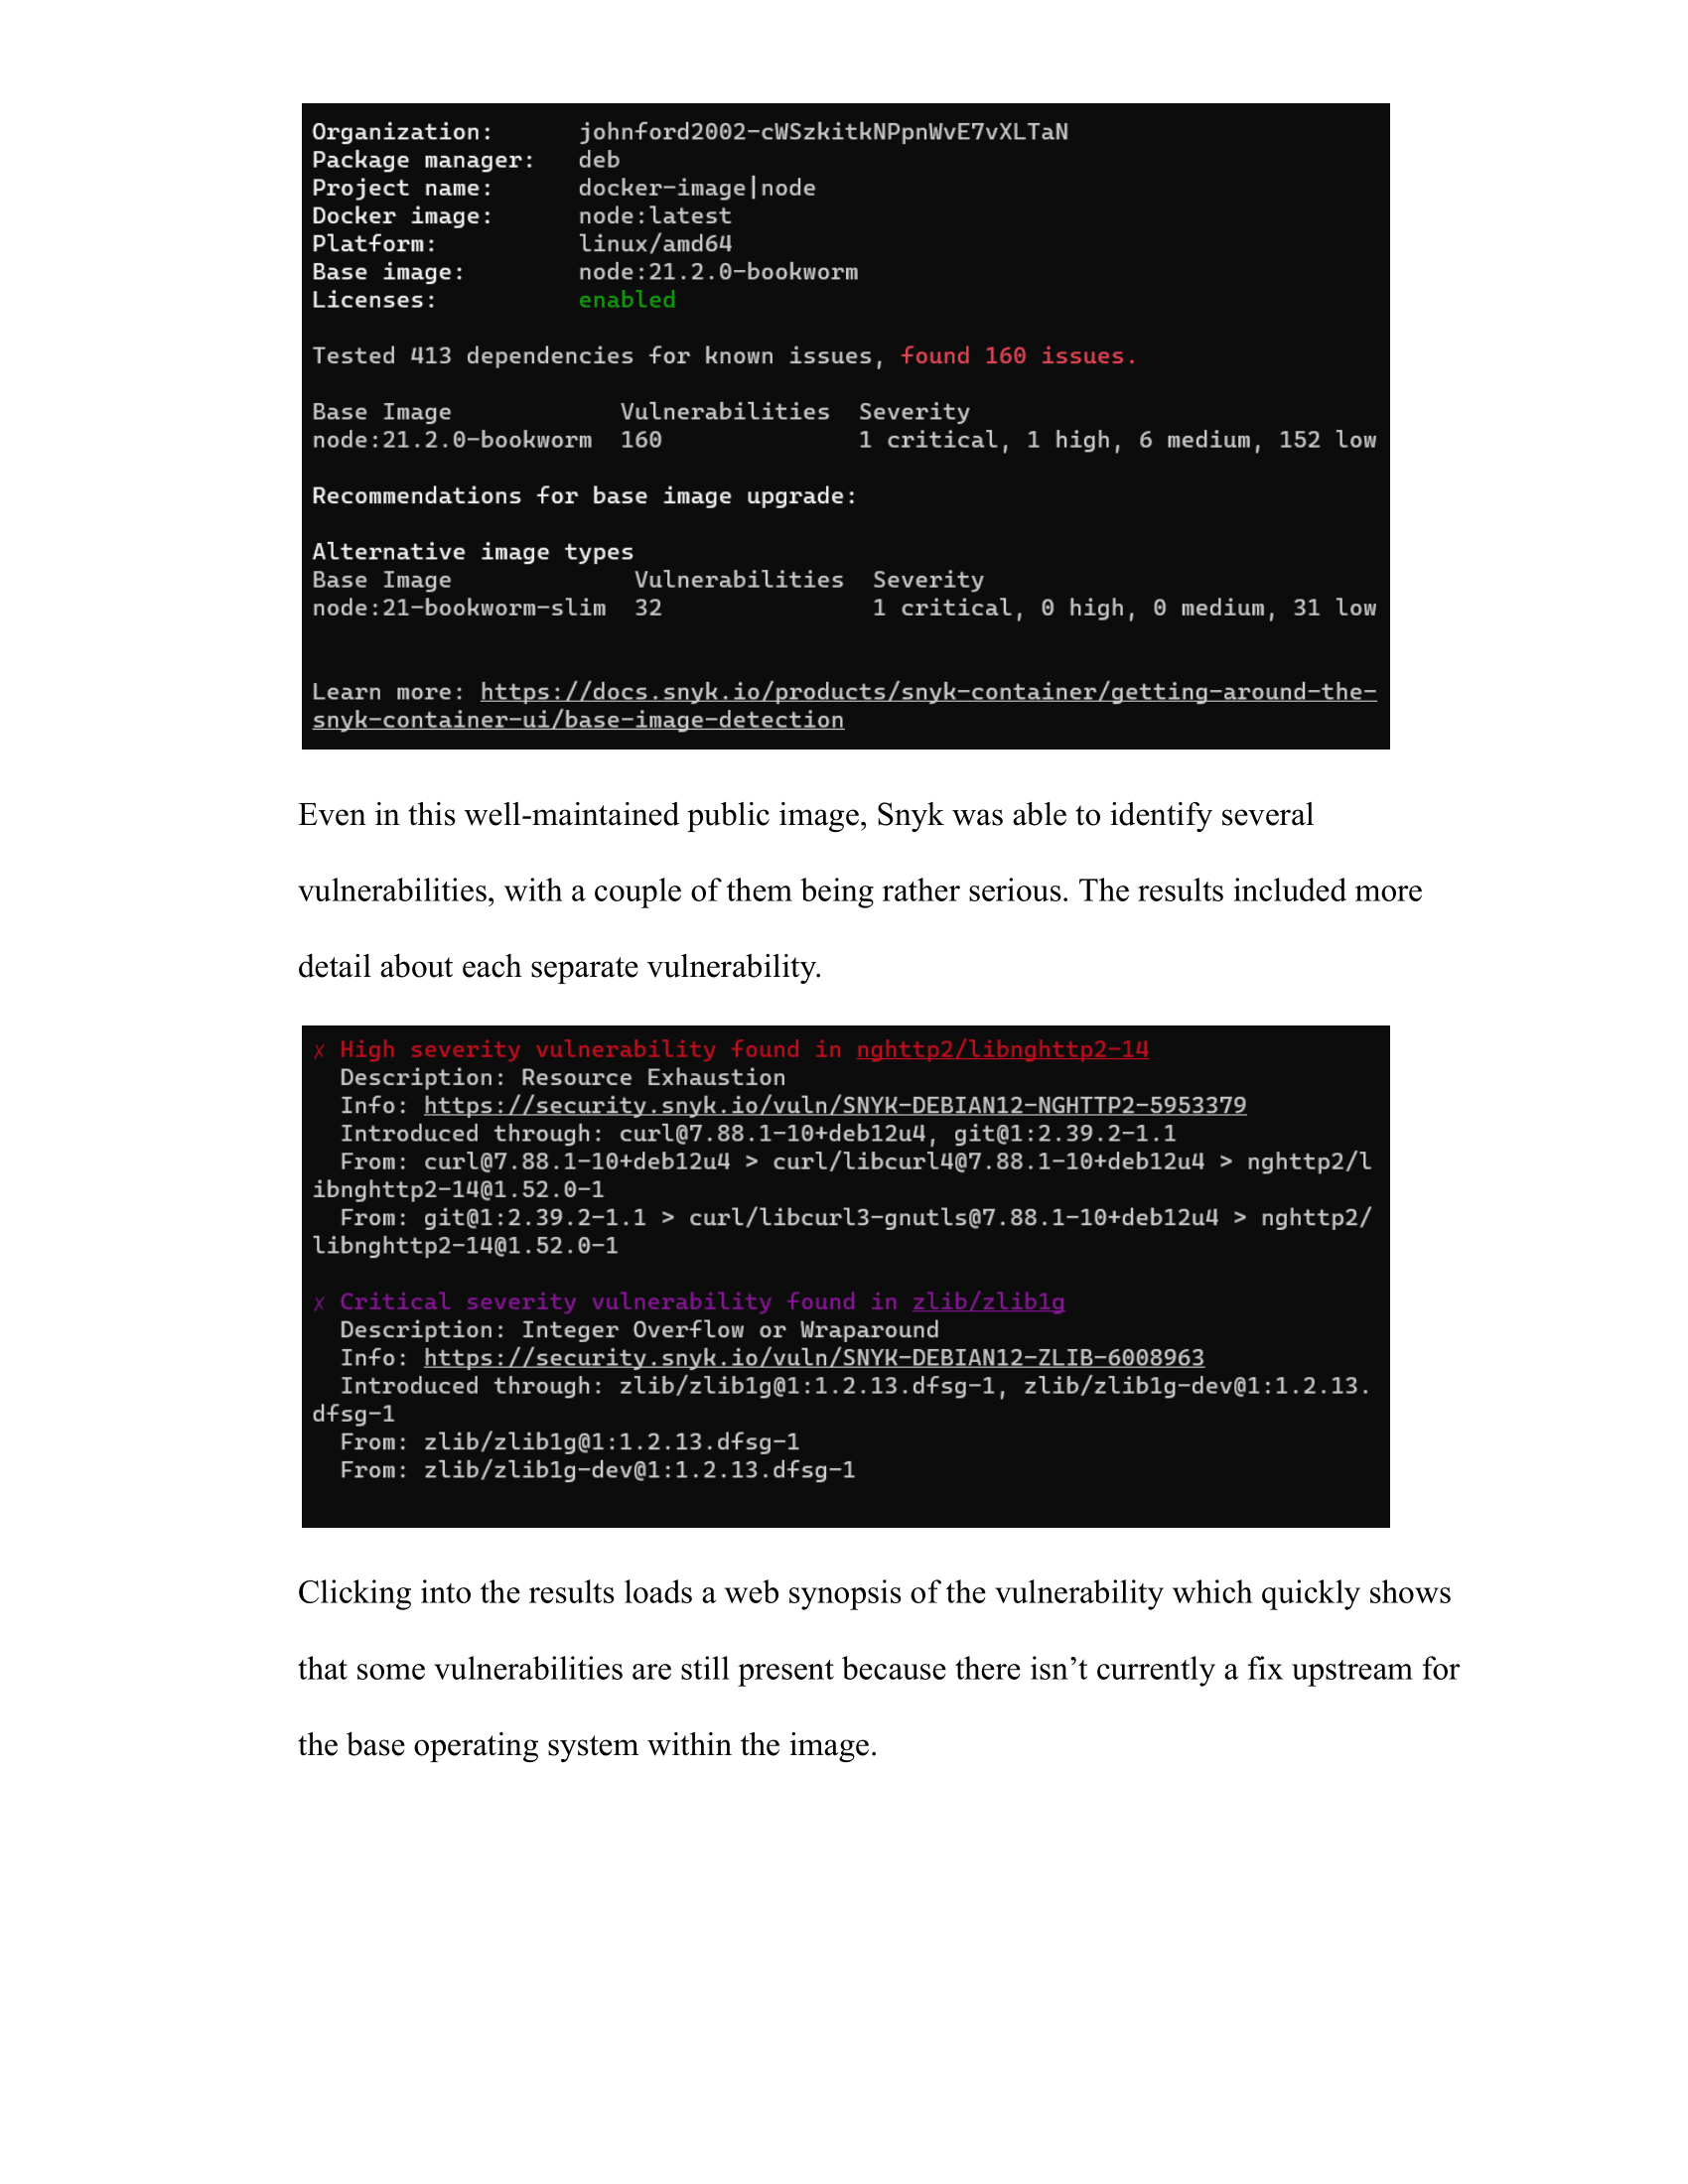 Organization: johnford2002-cWSzkitkNPpnWvE7vXLTaN
Package manager: deb
Project name: docker-image|node
Docker image: node:latest
Platform: linux/amd64
Base image: node:21.2.0-bookworm
Licenses: enabled
Tested 413 dependencies for known issues, found 160 issues.
Base Image Vulnerabilities Severity
node:21.2.0-bookworm 160 1 critical, 1 high, 6 medium, 152 low
Recommendations for base image upgrade:
Alternative image types
Base Image Vulnerabilities Severity
node:21-bookworm-slim 32 1 critical, 0 high, 0 medium, 31 low
Learn more: https://docs.snyk.io/products/snyk-container/getting-around-the-
snyk-container-ui/base-image-detection
Even in this well-maintained public image, Snyk was able to identify several
vulnerabilities, with a couple of them being rather serious. The results included more
detail about each separate vulnerability.
✗ High severity vulnerability found in nghttp2/libnghttp2-14
Description: Resource Exhaustion
Info: https://security.snyk.io/vuln/SNYK-DEBIAN12-NGHTTP2-5953379
Introduced through: curl@7.88.1-10+deb12u4, git@1:2.39.2-1.1
From: curl@7.88.1-10+deb12u4 > curl/libcurl4@7.88.1-10+deb12u4 > nghttp2/l
ibnghttp2-14@1.52.0-1
From: git@1:2.39.2-1.1 > curl/libcurl3-gnutls@7.88.1-10+deb12u4 > nghttp2/
libnghttp2-14@1.52.0-1
✗ Critical severity vulnerability found in zlib/zlib1g
Description: Integer Overflow or Wraparound
Info: https://security.snyk.io/vuln/SNYK-DEBIAN12-ZLIB-6008963
Introduced through: zlib/zlib1g@1:1.2.13.dfsg-1, zlib/zlib1g-dev@1:1.2.13.
dfsg-1
From: zlib/zlib1g@1:1.2.13.dfsg-1
From: zlib/zlib1g-dev@1:1.2.13.dfsg-1
Clicking into the results loads a web synopsis of the vulnerability which quickly shows
that some vulnerabilities are still present because there isn’t currently a fix upstream for
the base operating system within the image.